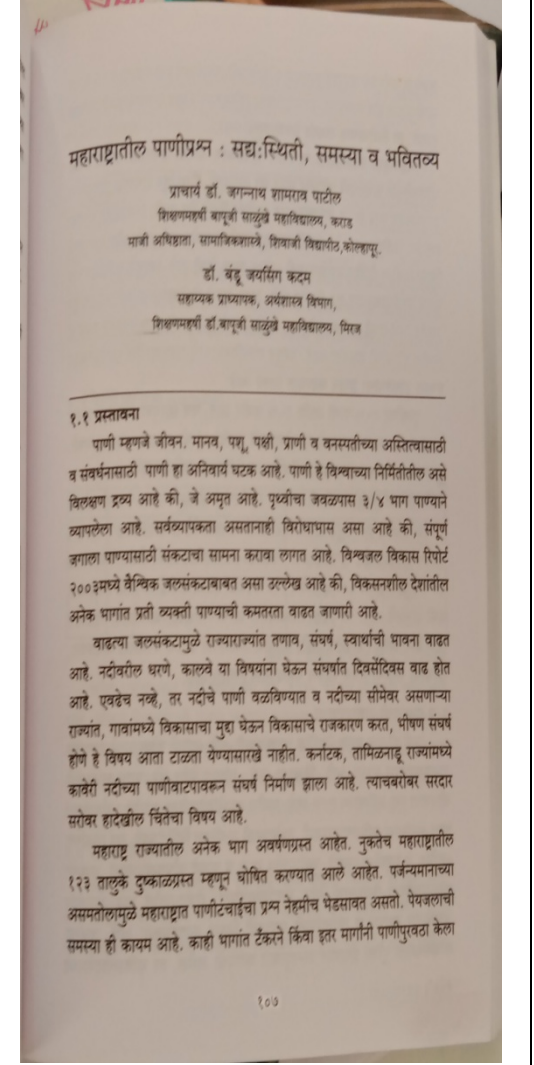 महाराष्ट्रातील पाणीप्रश्न : सद्यःस्थिती, समस्या व भवितव्य
प्राचार्य डॉ. जगन्नाथ शामराव पाटील
शिक्षणमहर्षी बापूजी साळुंखे महाविद्यालय, कराड
माजी अधिष्ठाता, सामाजिकशास्त्रे, शिवाजी विद्यापीठ,कोल्हापूर.
डॉ. बंडू जयसिंग कदम
सहाय्यक प्राध्यापक, अर्थशास्त्र विभाग,
शिक्षणमहर्षी डॉ.बापूजी साळुंखे महाविद्यालय, मिरज
१.१ प्रस्तावना
पाणी म्हणजे जीवन. मानव, पशू, पक्षी, प्राणी व वनस्पतीच्या अस्तित्वासाठी
व संवर्धनासाठी पाणी हा अनिवार्य घटक आहे. पाणी हे विश्वाच्या निर्मितीतील असे
विलक्षण द्रव्य आहे की, जे अमृत आहे. पृथ्वीचा जवळपास ३/४ भाग पाण्याने
व्यापलेला आहे. सर्वव्यापकता असतानाही विरोधाभास असा आहे की, संपूर्ण
जगाला पाण्यासाठी संकटाचा सामना करावा लागत आहे. विश्वजल विकास रिपोर्ट
२००३मध्ये वैश्विक जलसंकटाबाबत असा उल्लेख आहे की, विकसनशील देशांतील
अनेक भागांत प्रती व्यक्ती पाण्याची कमतरता वाढत जाणारी आहे.
वाढत्या जलसंकटामुळे राज्याराज्यांत तणाव, संघर्ष, स्वार्थाची भावना वाढत
आहे. नदीवरील धरणे, कालवे या विषयांना घेऊन संघर्षात दिवसेंदिवस वाढ होत
आहे. एवढेच नव्हे, तर नदीचे पाणी वळविण्यात व नदीच्या सीमेवर असणाऱ्या
राज्यांत, गावांमध्ये विकासाचा मुद्दा घेऊन विकासाचे राजकारण करत, भीषण संघर्ष
होणे हे विषय आता टाळता येण्यासारखे नाहीत. कर्नाटक, तामिळनाडू राज्यांमध्ये
कावेरी नदीच्या पाणीवाटपावरून संघर्ष निर्माण झाला आहे. त्याचबरोबर सरदार
सरोवर हादेखील चिंतेचा विषय आहे.
महाराष्ट्र राज्यातील अनेक भाग अवर्षणग्रस्त आहेत. नुकतेच महाराष्ट्रातील
१२३ तालुके दुष्काळग्रस्त म्हणून घोषित करण्यात आले आहेत. पर्जन्यमानाच्या
असमतोलामुळे महाराष्ट्रात पाणीटंचाईचा प्रश्न नेहमीच भेडसावत असतो. पेयजलाची
समस्या ही कायम आहे. काही भागांत टँकरने किंवा इतर मार्गांनी पाणीपुरवठा केला
१०७